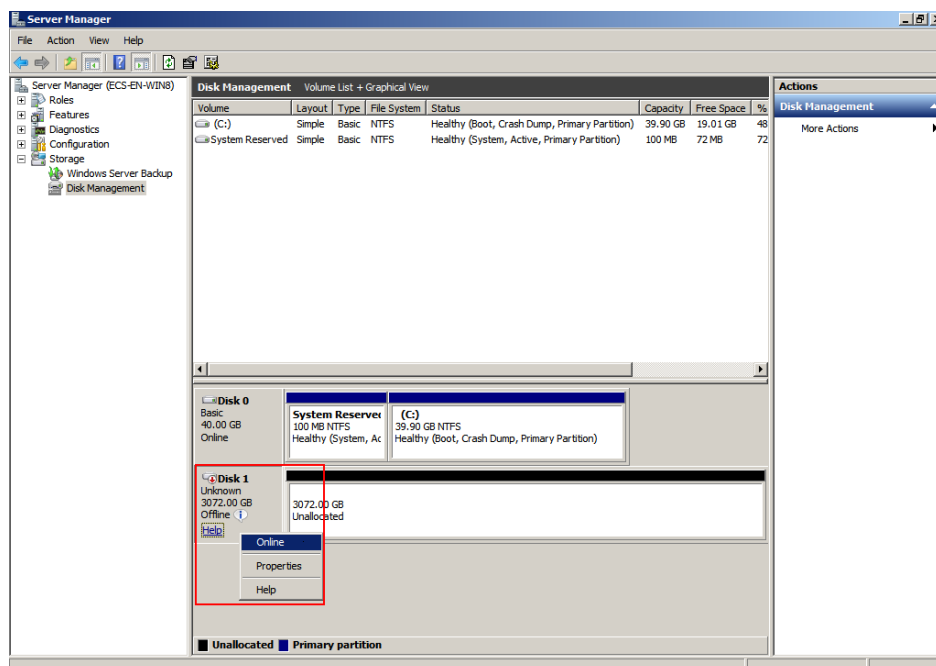 Server Manager
File Action View Help
Server Manager (ECS-EN-WIN8)
Roles
Features
Diagnostics
Configuration
Storage
Windows Server Backup
Disk Management
Disk Management Volume List + Graphical View
Volume Layout Type File System Status Capacity Free Space %
(C:) Simple Basic NTFS Healthy (Boot, Crash Dump, Primary Partition) 39.90 GB 19.01 GB 48
System Reserved Simple Basic NTFS Healthy (System, Active, Primary Partition) 100 MB 72 MB 72
Disk 0
Basic
40.00 GB
Online
System Reserved
100 MB NTFS
Healthy (System, Ac
(C:)
39.90 GB NTFS
Healthy (Boot, Crash Dump, Primary Partition)
Disk 1
Unknown
3072.00 GB
Offline
Help
3072.00 GB
Unallocated
Online
Properties
Help
Unallocated Primary partition
Actions
Disk Management
More Actions